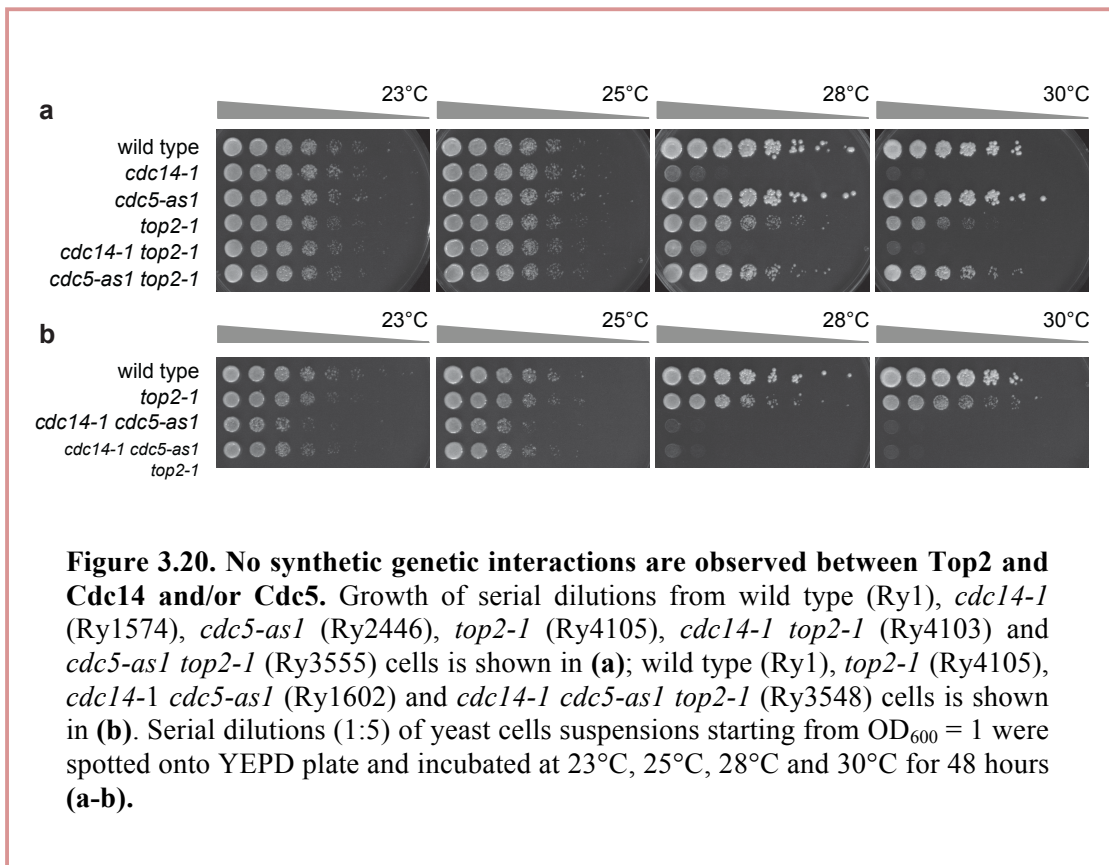 23°C 25°C 28°C 30°C
a
wild type
cdc14-1
cdc5-as1
top2-1
cdc14-1 top2-1
cdc5-as1 top2-1
23°C 25°C 28°C 30°C
b
wild type
top2-1
cdc14-1 cdc5-as1
cdc14-1 cdc5-as1
top2-1
Figure 3.20. No synthetic genetic interactions are observed between Top2 and
Cdc14 and/or Cdc5. Growth of serial dilutions from wild type (Ry1), cdc14-1
(Ry1574), cdc5-as1 (Ry2446), top2-1 (Ry4105), cdc14-1 top2-1 (Ry4103) and
cdc5-as1 top2-1 (Ry3555) cells is shown in (a); wild type (Ry1), top2-1 (Ry4105),
cdc14-1 cdc5-as1 (Ry1602) and cdc14-1 cdc5-as1 top2-1 (Ry3548) cells is shown
in (b). Serial dilutions (1:5) of yeast cells suspensions starting from OD600 = 1 were
spotted onto YEPD plate and incubated at 23°C, 25°C, 28°C and 30°C for 48 hours
(a-b).